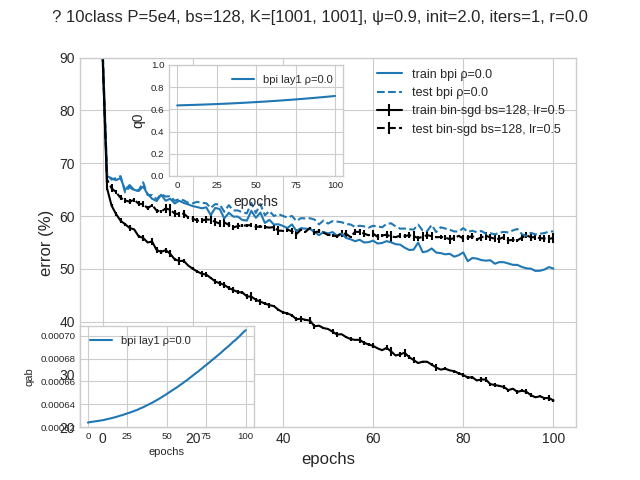 ? 10class P=5e4, bs=128, K=[1001, 1001], ψ=0.9, init=2.0, iters=1, r=0.0
90
80
70
60
50
40
30
20
error (%)
0
20
40
60
80
100
epochs
train bpi ρ=0.0
test bpi ρ=0.0
train bin-sgd bs=128, lr=0.5
test bin-sgd bs=128, lr=0.5
1.0
0.8
0.6
0.4
0.2
0.0
q0
bpi lay1 ρ=0.0
0
25
50
75
100
epochs
0.00070
0.00068
0.00066
0.00064
qab
bpi lay1 ρ=0.0
0
25
50
75
100
epochs